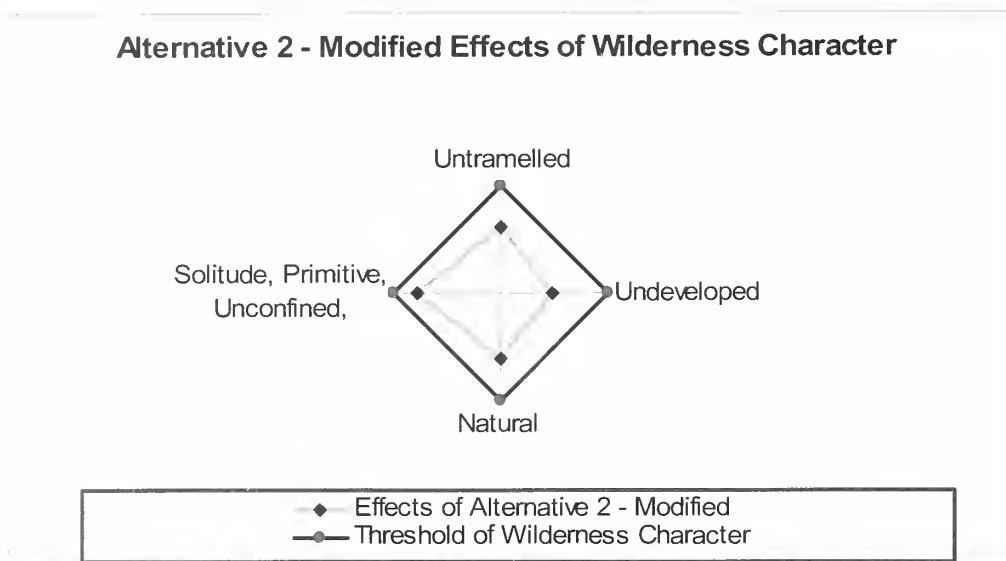 Alternative 2 - Modified Effects of Wilderness Character
Untramelled
Solitude, Primitive,
Unconfined,
Undeveloped
Natural
Effects of Alternative 2 - Modified
Threshold of Wilderness Character